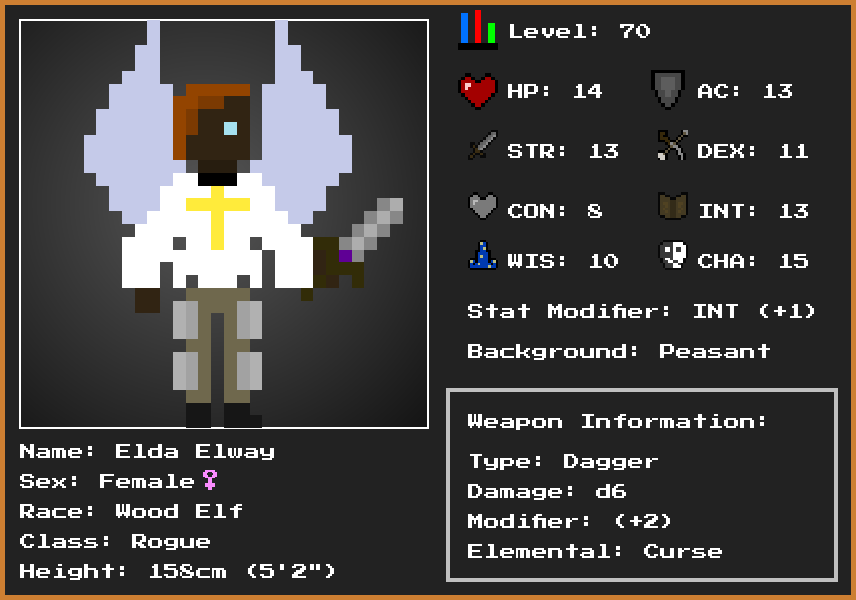 Level: 70
HP: 14
AC: 13
STR: 13
DEX: 11
CON: 8
INT: 13
WIS: 10
CHA: 15
Stat Modifier: INT (+1)
Background: Peasant
Weapon Information:
Type: Dagger
Damage: d6
Modifier: (+2)
Elemental: Curse
Name: Elda Elway
Sex: Female♀
Race: Wood Elf
Class: Rogue
Height: 158cm (5'2")